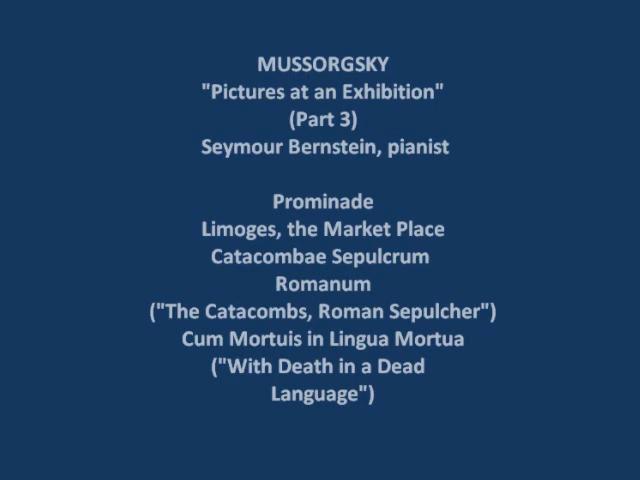 MUSSORGSKY
"Pictures at an Exhibition"
(Part 3)
Seymour Bernstein, pianist
Prominade
Limoges, the Market Place
Catacombae Sepulcrum
Romanum
("The Catacombs, Roman Sepulcher")
Cum Mortuis in Lingua Mortua
("With Death in a Dead
Language")